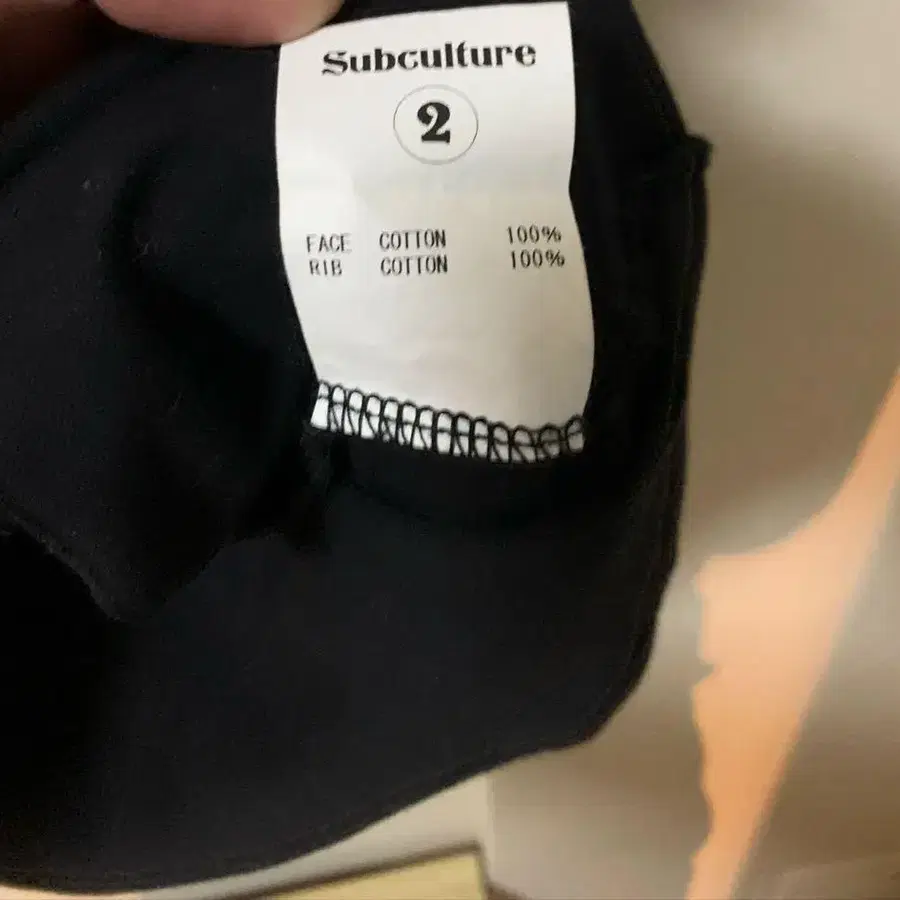 Subculture
2
FACE COTTON 100%
RIB COTTON 100%